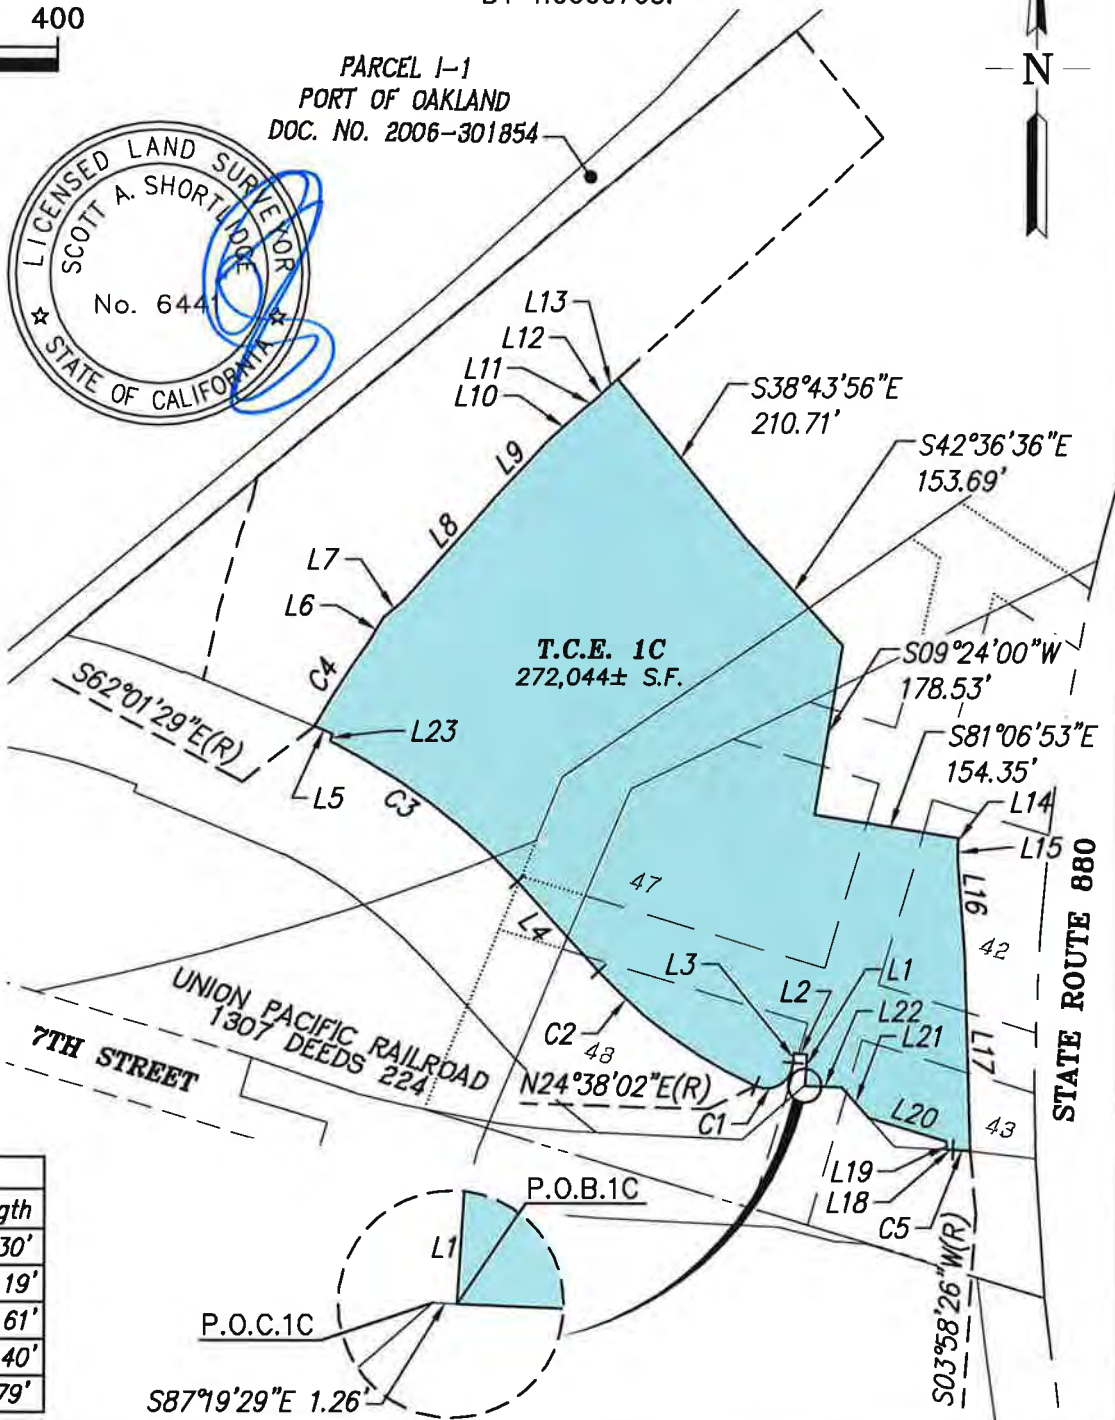 400
BY 1.0000705.
PARCEL I-1
PORT OF OAKLAND
DOC. NO. 2006-301854
N
LICENSED LAND SURVEYOR
SCOTT A. SHORTLIDGE
No. 6441
STATE OF CALIFORNIA
L13
L12
L11
L10
S38°43'56"E
210.71'
L9
S42°36'36"E
153.69'
L8
L7
L6
T.C.E. 1C
272,044± S.F.
S09°24'00"W
178.53'
C4
S62°01'29"E(R)
L23
S81°06'53"E
154.35'
L5
C3
L14
L15
47
L16
L4
42
STATE ROUTE 880
L3
L1
L2
UNION PACIFIC RAILROAD
1307 DEEDS 224
L22
L21
7TH STREET
C2
48
L17
N24°38'02"E(R)
C1
L20
43
L19
L18
C5
P.O.B.1C
L1
P.O.C.1C
S87°19'29"E 1.26'
S03°58'26"W(R)
gth
30'
19'
61'
40'
79'